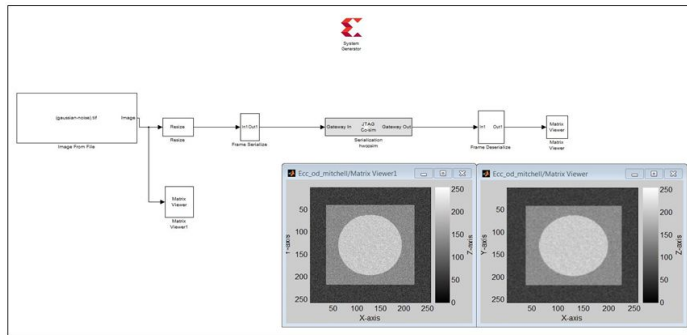 System
Generator
(gaussian-noise).tif
Image
Image From File
Resize
Resize
In1 Out1
Frame Serialize
Gateway In
JTAG
Co-sim
Gateway Out
Serialization
hwcosim
In1
Out1
Frame Deserialize
Matrix
Viewer
Matrix
Viewer
Matrix
Viewer
Matrix
Viewer1
Ecc_od_mitchell/Matrix Viewer1
50
100
150
200
250
50 100 150 200 250
X-axis
Y-axis
250
200
150
100
50
0
Z-axis
Ecc_od_mitchell/Matrix Viewer
50
100
150
200
250
50 100 150 200 250
X-axis
Y-axis
250
200
150
100
50
0
Z-axis